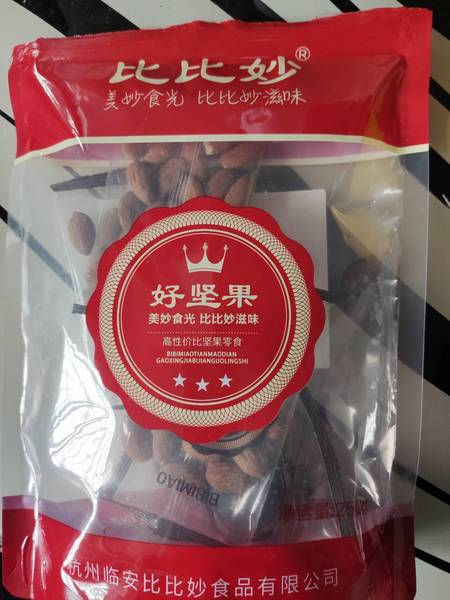 比比妙®
美妙食光 比比妙滋味
好坚果
美妙食光 比比妙滋味
高性价比坚果零食
BIBIMIAOTIANMAODIAN
GAOXINGJIABIJIANGUOLINGSHI
BIBIMIAO
杭州临安比比妙食品有限公司